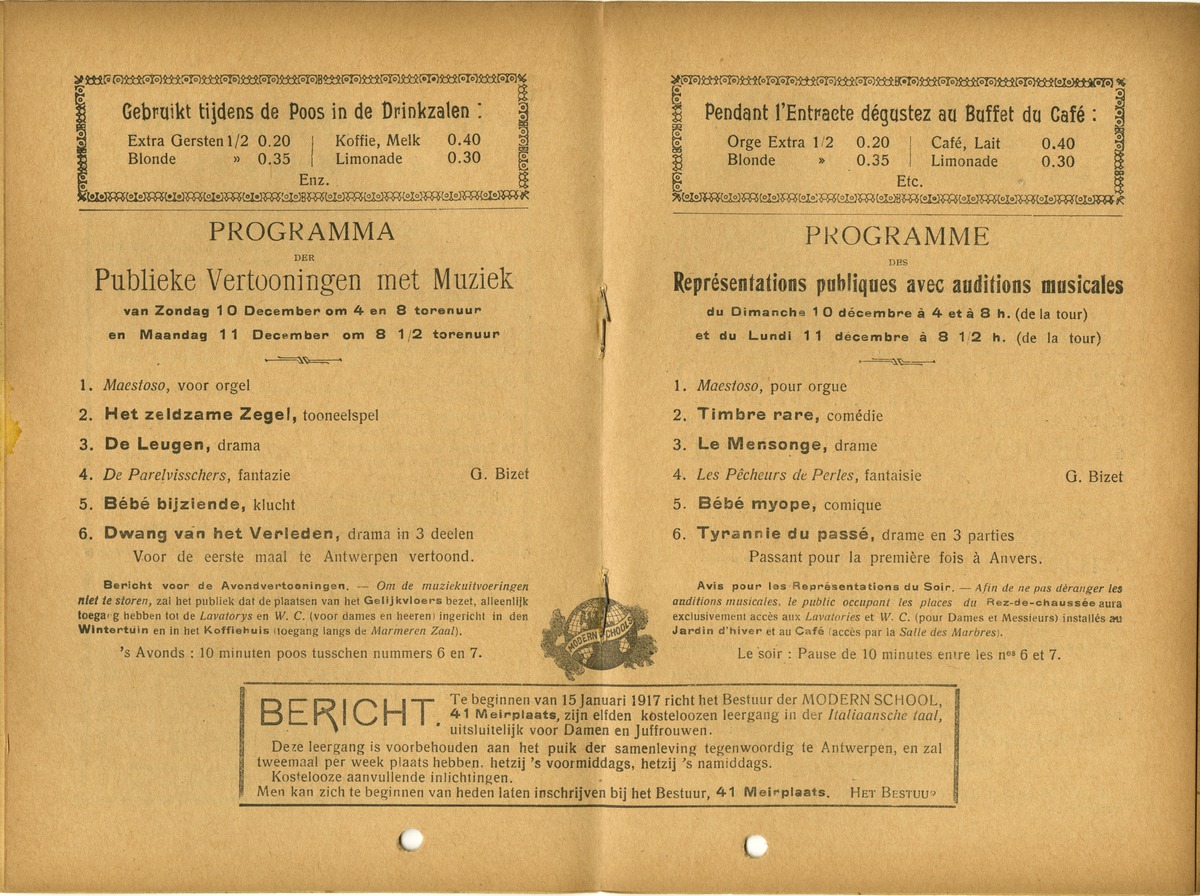 Gebruikt tijdens de Poos in de Drinkzalen :
Extra Gersten 1/2 0.20 | Koffie, Melk 0.40
Blonde » 0.35 | Limonade 0.30
Enz.
PROGRAMMA
DER
Publieke Vertooningen met Muziek
van Zondag 10 December om 4 en 8 torenuur
en Maandag 11 December om 8 1/2 torenuur
1. Maestoso, voor orgel
2. Het zeldzame Zegel, tooneelspel
3. De Leugen, drama
4. De Parelvisschers, fantazie G. Bizet
5. Bébé bijziende, klucht
6. Dwang van het Verleden, drama in 3 deelen
Voor de eerste maal te Antwerpen vertoond.
Bericht voor de Avondvertooningen. — Om de muziekuitvoeringen
niet te storen, zal het publiek dat de plaatsen van het Gelijkvloers bezet, alleenlijk
toegang hebben tot de Lavatorys en W. C. (voor dames en heeren) ingericht in den
Wintertuin en in het Koffiehuis (toegang langs de Marmeren Zaal).
's Avonds : 10 minuten poos tusschen nummers 6 en 7.
Pendant l'Entracte dégustez au Buffet du Café :
Orge Extra 1/2 0.20 | Café, Lait 0.40
Blonde » 0.35 | Limonade 0.30
Etc.
PROGRAMME
DES
Représentations publiques avec auditions musicales
du Dimanche 10 décembre à 4 et à 8 h. (de la tour)
et du Lundi 11 décembre à 8 1/2 h. (de la tour)
1. Maestoso, pour orgue
2. Timbre rare, comédie
3. Le Mensonge, drame
4. Les Pêcheurs de Perles, fantaisie G. Bizet
5. Bébé myope, comique
6. Tyrannie du passé, drame en 3 parties
Passant pour la première fois à Anvers.
Avis pour les Représentations du Soir. — Afin de ne pas déranger les
auditions musicales, le public occupant les places du Rez-de-chaussée aura
exclusivement accès aux Lavatories et W. C. (pour Dames et Messieurs) installés au
Jardin d'hiver et au Café (accès par la Salle des Marbres).
Le soir : Pause de 10 minutes entre les nos 6 et 7.
MODERN SCHOOLS
BERICHT.
Te beginnen van 15 Januari 1917 richt het Bestuur der MODERN SCHOOL,
41 Meirplaats, zijn elfden kosteloozen leergang in der Italiaansche taal,
uitsluitelijk voor Damen en Juffrouwen.
Deze leergang is voorbehouden aan het puik der samenleving tegenwoordig te Antwerpen, en zal
tweemaal per week plaats hebben. hetzij 's voormiddags, hetzij 's namiddags.
Kostelooze aanvullende inlichtingen.
Men kan zich te beginnen van heden laten inschrijven bij het Bestuur, 41 Meirplaats. HET BESTUUR